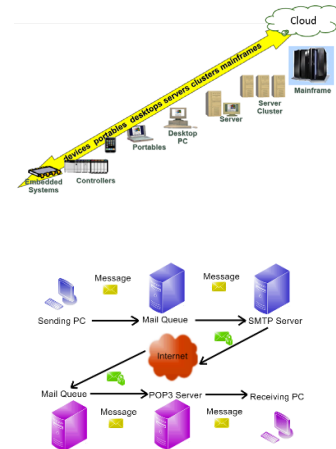 Cloud
devices portables desktops servers clusters mainframes
Mainframe
Server
Cluster
Server
Desktop
PC
Portables
Embedded
Systems
Controllers
Message
Message
Sending PC
Mail Queue
SMTP Server
Internet
Mail Queue
POP3 Server
Receiving PC
Message
Message